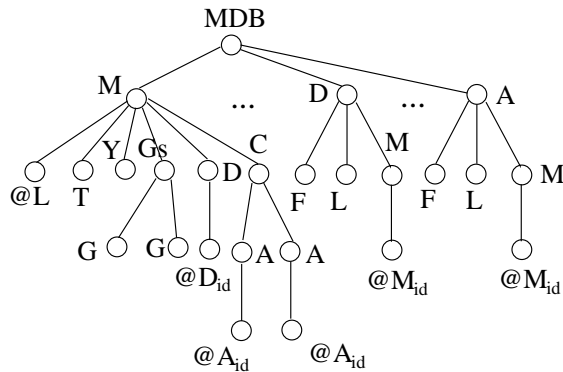 MDB
M ... D ... A
@L T Y Gs D C F L M F L M
G G @D_id A A @M_id @M_id
@A_id @A_id